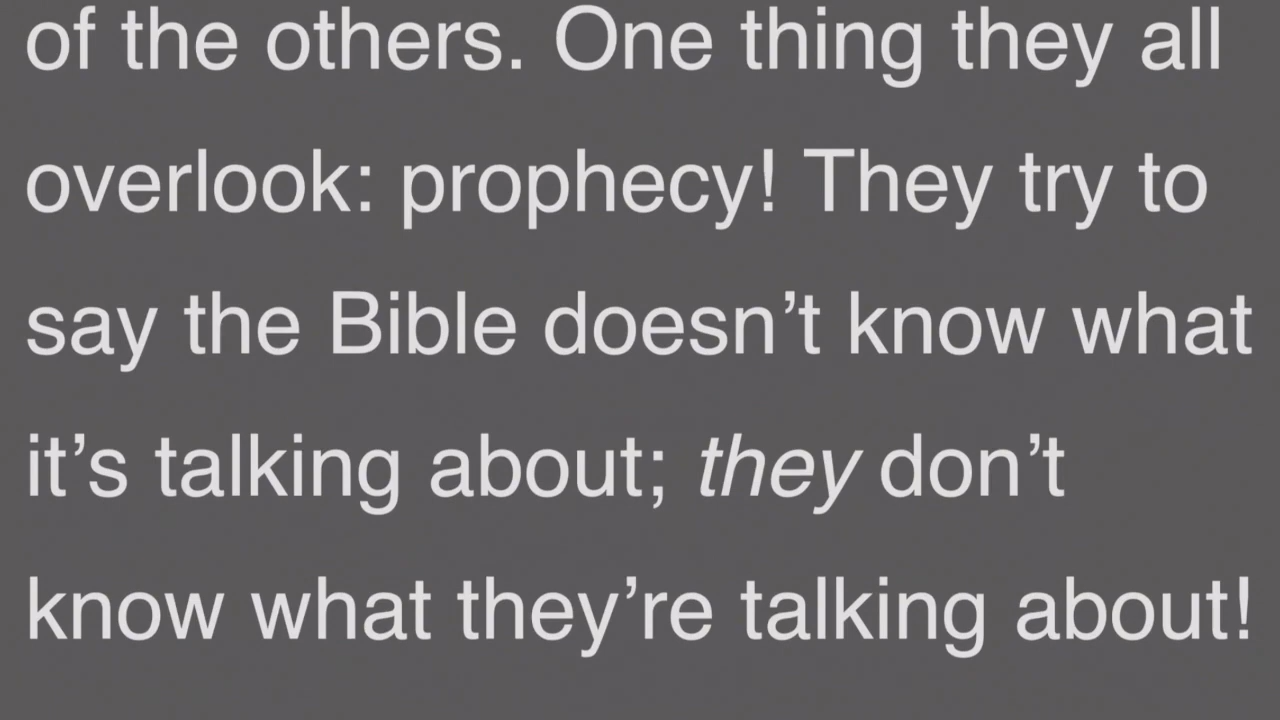 of the others. One thing they all
overlook: prophecy! They try to
say the Bible doesn’t know what
it’s talking about; they don’t
know what they’re talking about!